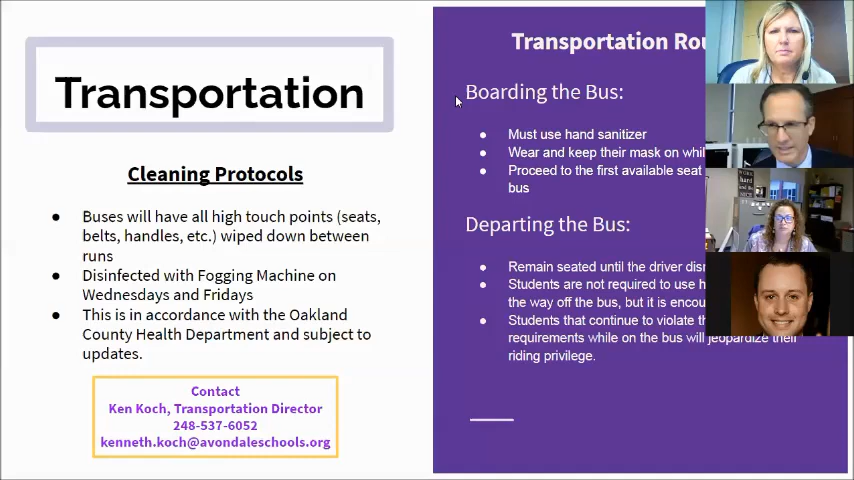 Transportation
Cleaning Protocols
● Buses will have all high touch points (seats,
belts, handles, etc.) wiped down between
runs
● Disinfected with Fogging Machine on
Wednesdays and Fridays
● This is in accordance with the Oakland
County Health Department and subject to
updates.
Contact
Ken Koch, Transportation Director
248-537-6052
kenneth.koch@avondaleschools.org
Transportation
Boarding the Bus:
● Must use hand sanitizer
● Wear and keep their mask on
● Proceed to the first available seat
bus
Departing the Bus:
● Remain seated until the driver
● Students are not required to use
the way off the bus, but it is
● Students that continue to violate
requirements while on the bus will jeopardize their
riding privilege.